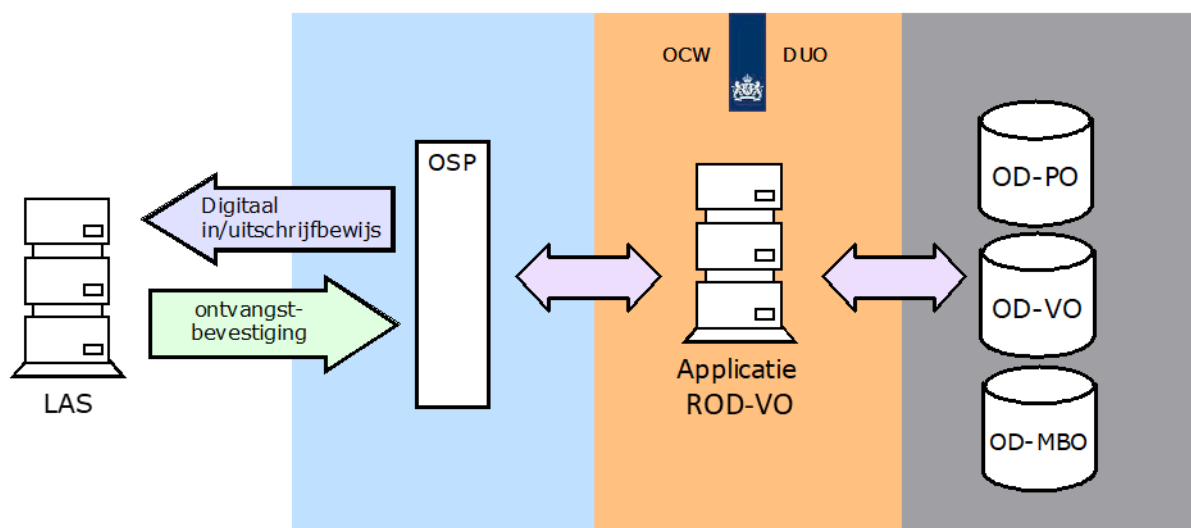 OCW DUO
OSP
Digitaal
in/uitschrijfbewijs
ontvangst-
bevestiging
LAS
Applicatie
ROD-VO
OD-PO
OD-VO
OD-MBO